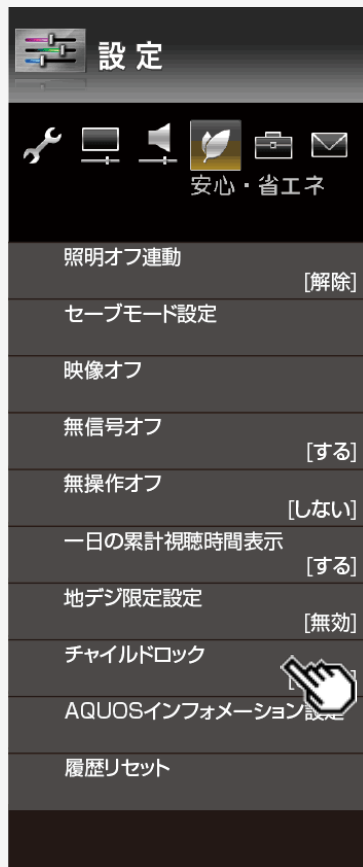 設定
安心・省エネ
照明オフ連動
[解除]
セーブモード設定
映像オフ
無信号オフ
[する]
無操作オフ
[しない]
一日の累計視聴時間表示
[する]
地デジ限定設定
[無効]
チャイルドロック
AQUOSインフォメーション設定
履歴リセット